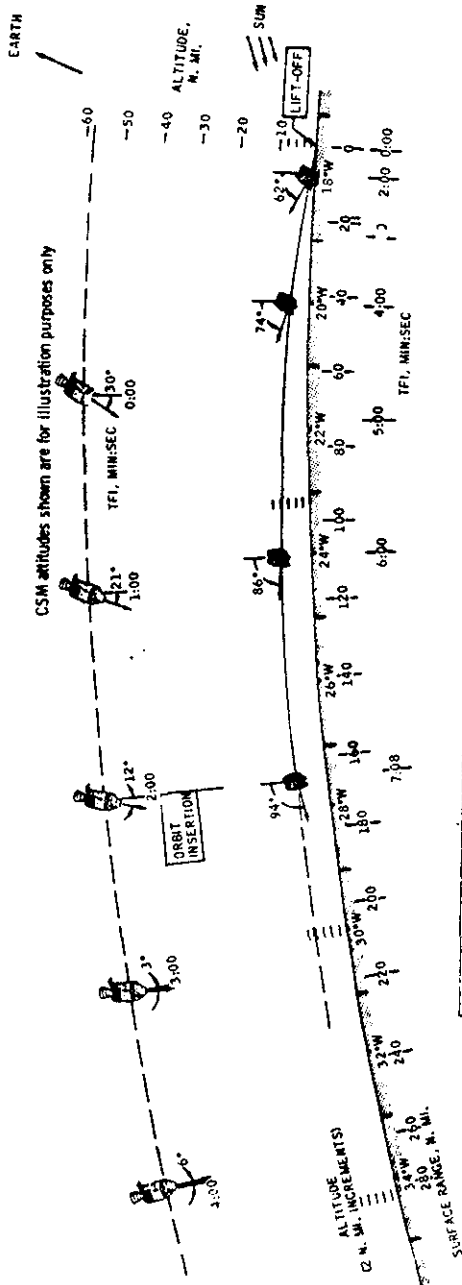 EARTH
SUN
ALTITUDE,
N. MI.
-60
-50
-40
-30
-20
-10
LIFT-OFF
CSM attitudes shown are for illustration purposes only
30°
0:00
TFI, MIN:SEC
21°
1:00
12°
2:00
ORBIT
INSERTION
3°
3:00
6°
62°
74°
86°
94°
18°W
20°W
22°W
24°W
26°W
28°W
30°W
32°W
34°W
0
20
40
60
80
100
120
140
160
180
200
220
240
260
280
SURFACE RANGE, N. MI.
0:00
2:00
4:00
5:00
6:00
7:08
TFI, MIN:SEC
ALTITUDE
(2 N. MI. INCREMENTS)